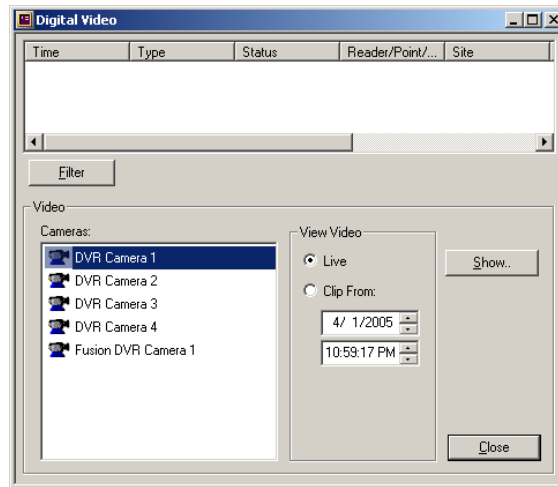 Digital Video
Time Type Status Reader/Point/... Site
Filter
Video
Cameras:
DVR Camera 1
DVR Camera 2
DVR Camera 3
DVR Camera 4
Fusion DVR Camera 1
View Video
Live
Clip From:
4/ 1/2005
10:59:17 PM
Show..
Close